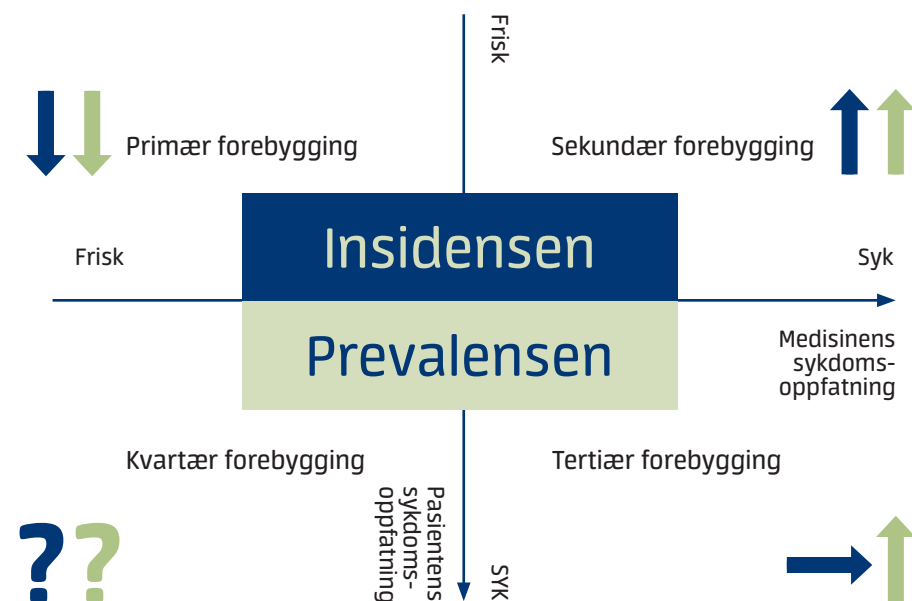 Frisk
Primær forebygging
Sekundær forebygging
Frisk
Insidensen
Syk
Prevalensen
Medisinens
sykdoms-
oppfatning
Kvartær forebygging
Tertiær forebygging
Pasientens
sykdoms-
oppfatning
SYK
??